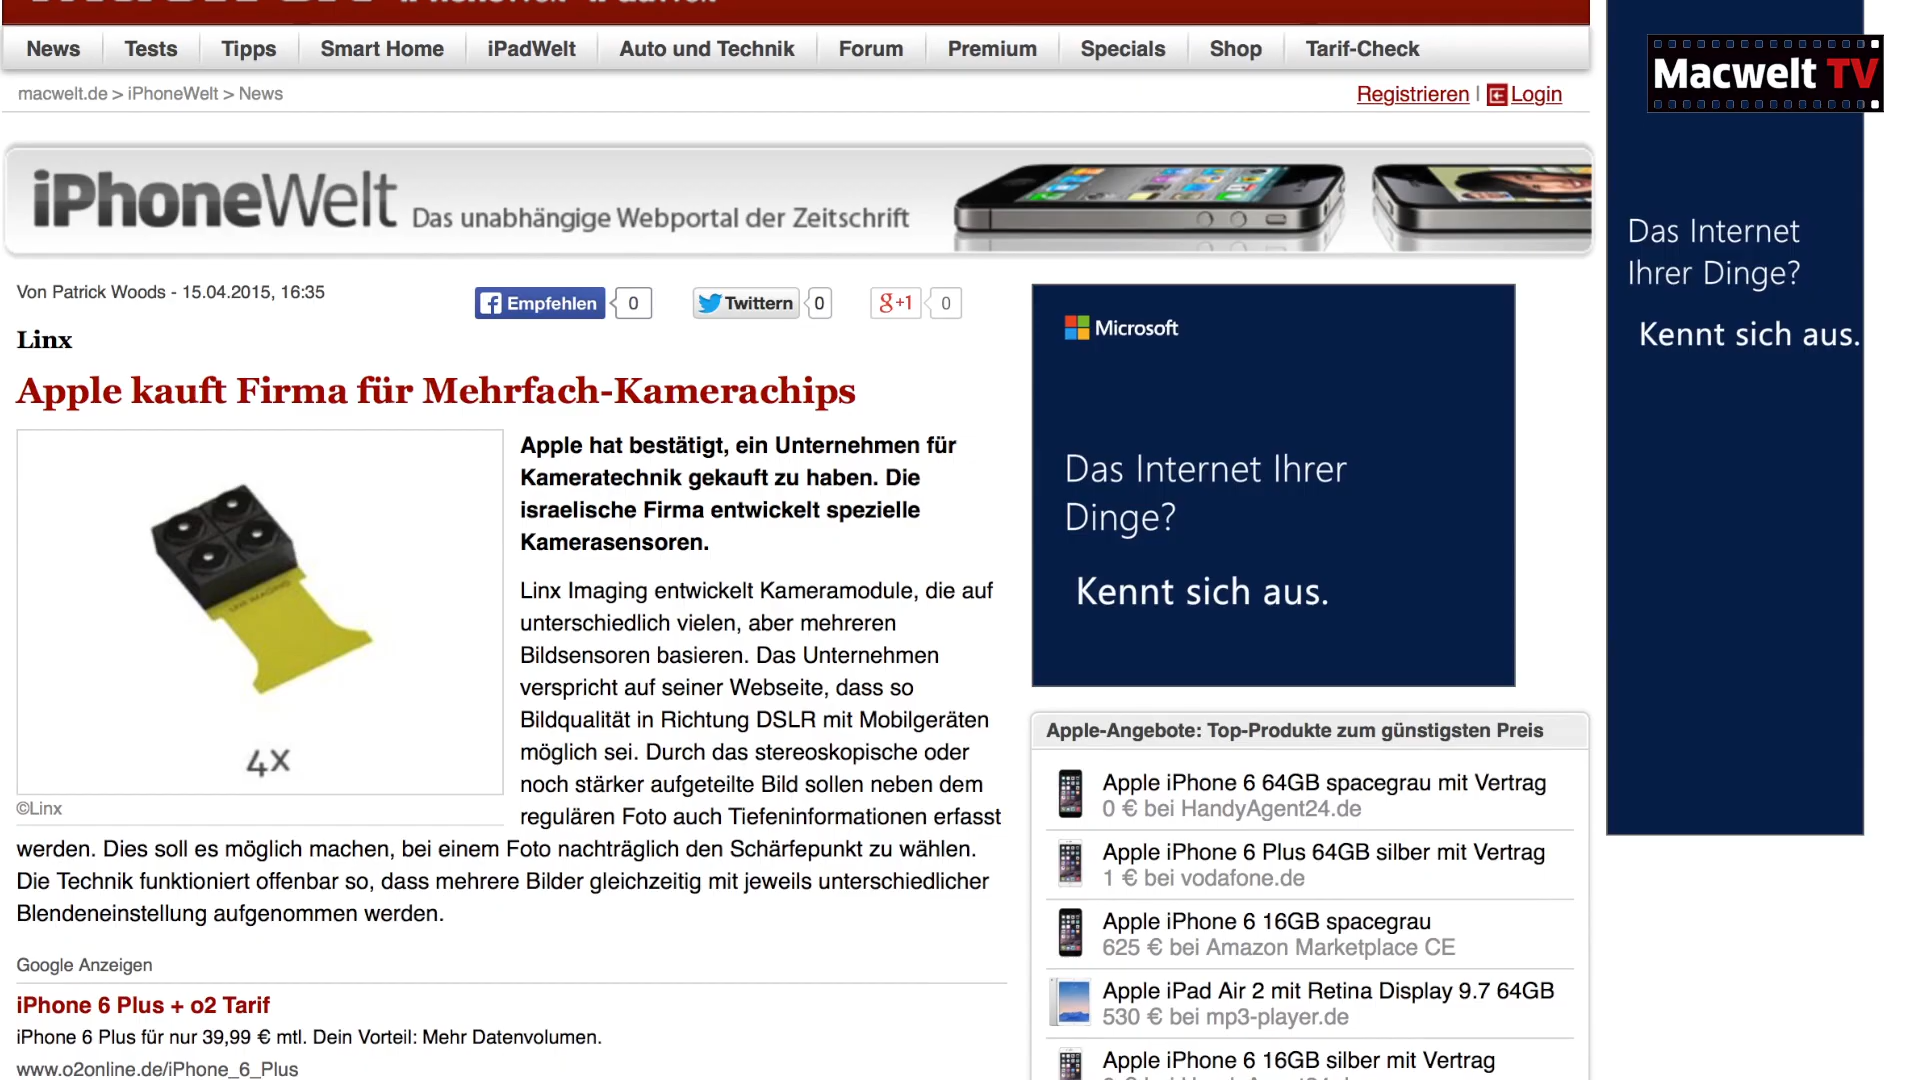 News Tests Tipps Smart Home iPadWelt Auto und Technik Forum Premium Specials Shop Tarif-Check
Macwelt TV
macwelt.de > iPhoneWelt > News
Registrieren | Login
iPhoneWelt Das unabhängige Webportal der Zeitschrift
Von Patrick Woods - 15.04.2015, 16:35
Empfehlen 0 Twittern 0 g+1 0
Linx
Apple kauft Firma für Mehrfach-Kamerachips
Apple hat bestätigt, ein Unternehmen für
Kameratechnik gekauft zu haben. Die
israelische Firma entwickelt spezielle
Kamerasensoren.
LINX IMAGING
4X
©Linx
Linx Imaging entwickelt Kameramodule, die auf
unterschiedlich vielen, aber mehreren
Bildsensoren basieren. Das Unternehmen
verspricht auf seiner Webseite, dass so
Bildqualität in Richtung DSLR mit Mobilgeräten
möglich sei. Durch das stereoskopische oder
noch stärker aufgeteilte Bild sollen neben dem
regulären Foto auch Tiefeninformationen erfasst
werden. Dies soll es möglich machen, bei einem Foto nachträglich den Schärfepunkt zu wählen.
Die Technik funktioniert offenbar so, dass mehrere Bilder gleichzeitig mit jeweils unterschiedlicher
Blendeneinstellung aufgenommen werden.
Google Anzeigen
iPhone 6 Plus + o2 Tarif
iPhone 6 Plus für nur 39,99 € mtl. Dein Vorteil: Mehr Datenvolumen.
www.o2online.de/iPhone_6_Plus
Microsoft
Das Internet Ihrer
Dinge?
Kennt sich aus.
Apple-Angebote: Top-Produkte zum günstigsten Preis
Apple iPhone 6 64GB spacegrau mit Vertrag
0 € bei HandyAgent24.de
Apple iPhone 6 Plus 64GB silber mit Vertrag
1 € bei vodafone.de
Apple iPhone 6 16GB spacegrau
625 € bei Amazon Marketplace CE
Apple iPad Air 2 mit Retina Display 9.7 64GB
530 € bei mp3-player.de
Apple iPhone 6 16GB silber mit Vertrag
Das Internet
Ihrer Dinge?
Kennt sich aus.